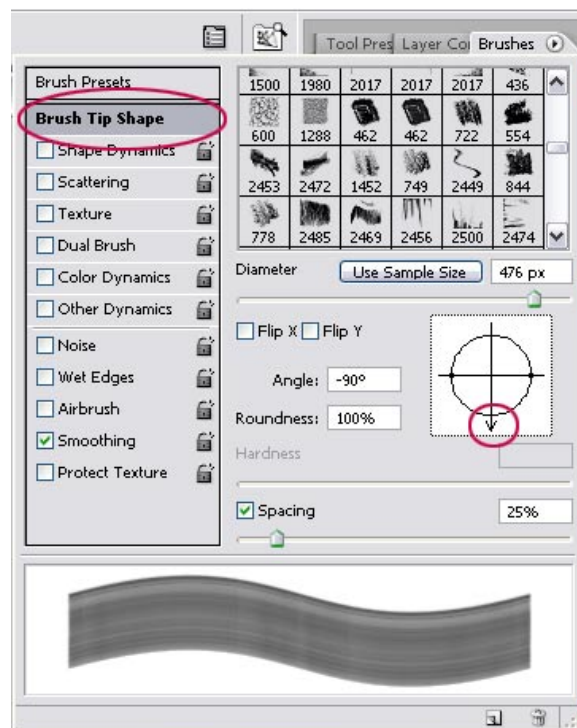 Tool Pres Layer Co Brushes
Brush Presets
Brush Tip Shape
Shape Dynamics
Scattering
Texture
Dual Brush
Color Dynamics
Other Dynamics
Noise
Wet Edges
Airbrush
Smoothing
Protect Texture
1500 1980 2017 2017 2017 436
600 1288 462 462 722 554
2453 2472 1452 749 2449 844
778 2485 2469 2456 2500 2474
Diameter Use Sample Size 476 px
Flip X Flip Y
Angle: -90º
Roundness: 100%
Hardness
Spacing 25%